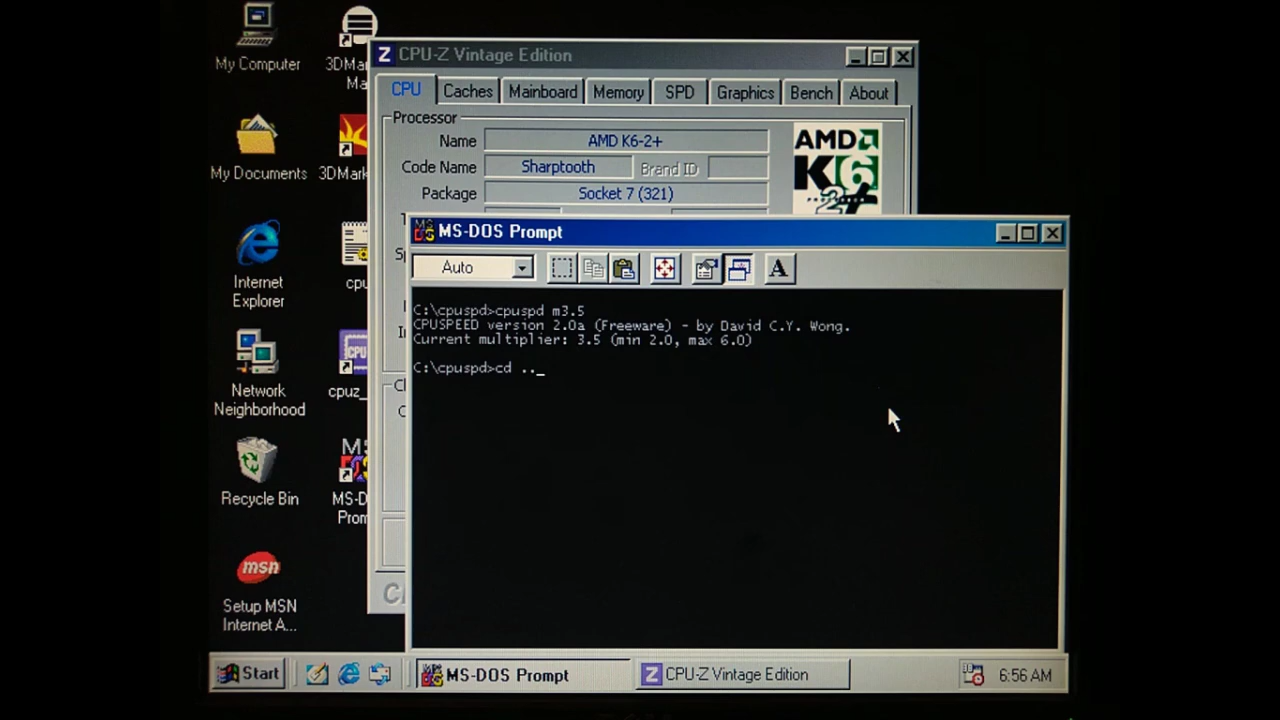 My Computer
3DMa
Ma
My Documents
3DMark
Internet
Explorer
cpu
Network
Neighborhood
cpuz_
Recycle Bin
MS-D
Prom
msn
Setup MSN
Internet A...
CPU-Z Vintage Edition
CPU Caches Mainboard Memory SPD Graphics Bench About
Processor
Name AMD K6-2+
Code Name Sharptooth Brand ID
Package Socket 7 (321)
AMD
K6
2+
MS-DOS Prompt
Auto
A
C:\cpuspd>cpuspd m3.5
CPUSPEED version 2.0a (Freeware) - by David C.Y. Wong.
Current multiplier: 3.5 (min 2.0, max 6.0)
C:\cpuspd>cd .._
Start MS-DOS Prompt CPU-Z Vintage Edition 6:56 AM